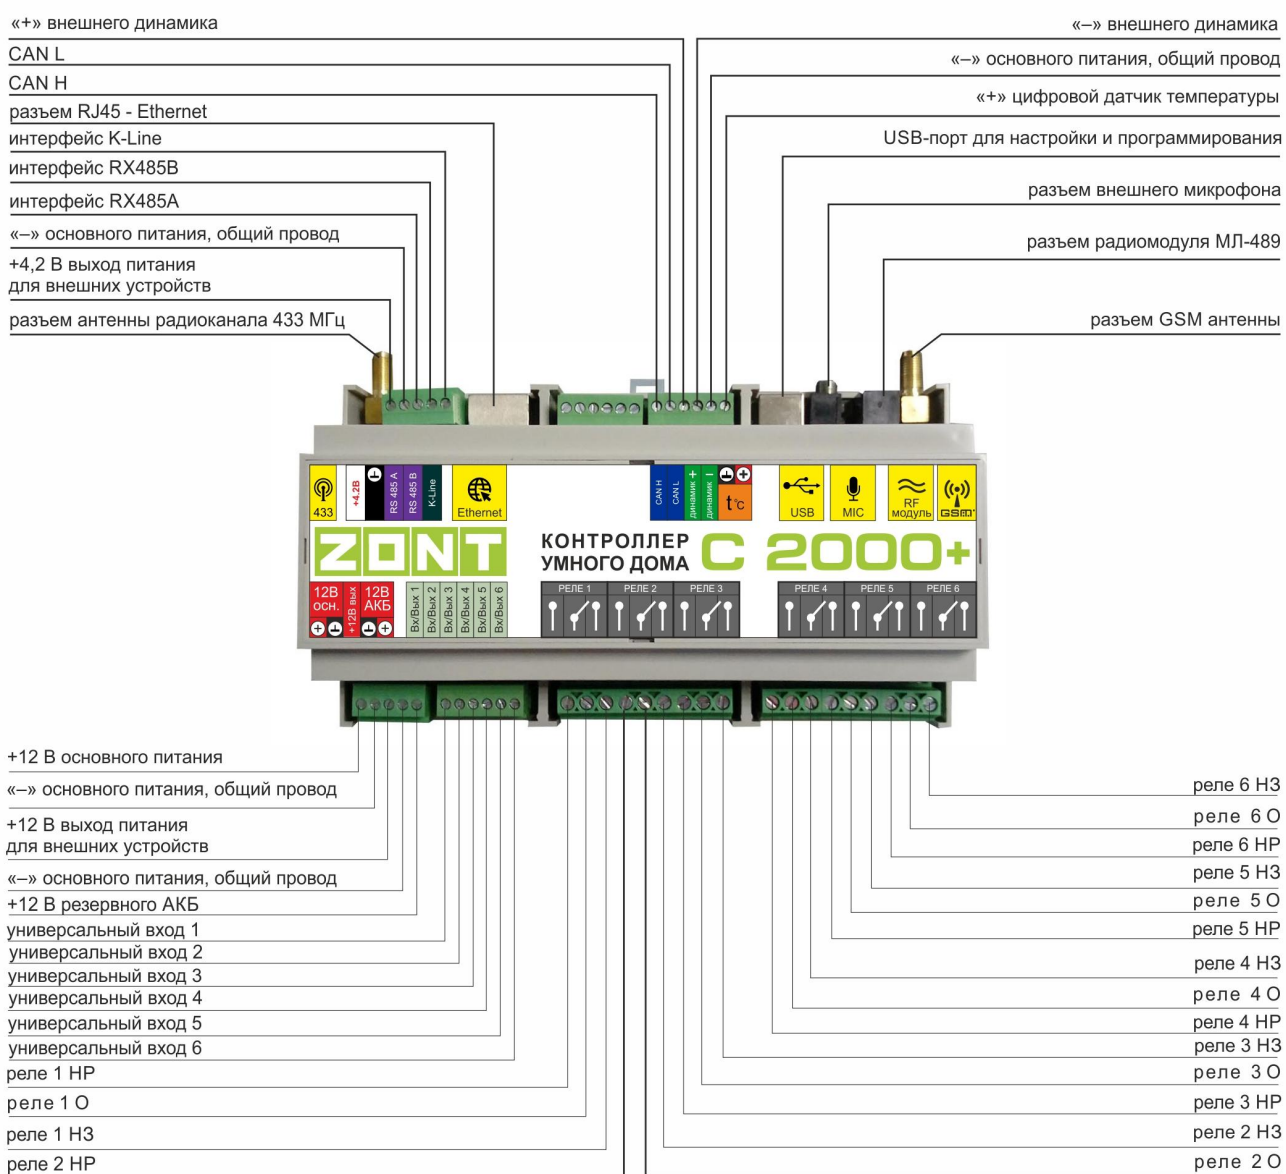 «+» внешнего динамика
CAN L
CAN H
разъем RJ45 - Ethernet
интерфейс K-Line
интерфейс RX485B
интерфейс RX485A
«–» основного питания, общий провод
+4,2 В выход питания
для внешних устройств
разъем антенны радиоканала 433 МГц
«–» внешнего динамика
«–» основного питания, общий провод
«+» цифровой датчик температуры
USB-порт для настройки и программирования
разъем внешнего микрофона
разъем радиомодуля МЛ-489
разъем GSM антенны
433
+4.2В
RS 485 A
RS 485 B
K-Line
Ethernet
CAN H
CAN L
динамик +
динамик –
t°c
USB
MIC
RF
модуль
GSM
ZONT
КОНТРОЛЛЕР
УМНОГО ДОМА
C 2000+
12В
осн.
+12В вых
12В
АКБ
Вх/Вых 1
Вх/Вых 2
Вх/Вых 3
Вх/Вых 4
Вх/Вых 5
Вх/Вых 6
РЕЛЕ 1
РЕЛЕ 2
РЕЛЕ 3
РЕЛЕ 4
РЕЛЕ 5
РЕЛЕ 6
+12 В основного питания
«–» основного питания, общий провод
+12 В выход питания
для внешних устройств
«–» основного питания, общий провод
+12 В резервного АКБ
универсальный вход 1
универсальный вход 2
универсальный вход 3
универсальный вход 4
универсальный вход 5
универсальный вход 6
реле 1 НР
реле 1 О
реле 1 НЗ
реле 2 НР
реле 6 НЗ
реле 6 О
реле 6 НР
реле 5 НЗ
реле 5 О
реле 5 НР
реле 4 НЗ
реле 4 О
реле 4 НР
реле 3 НЗ
реле 3 О
реле 3 НР
реле 2 НЗ
реле 2 О